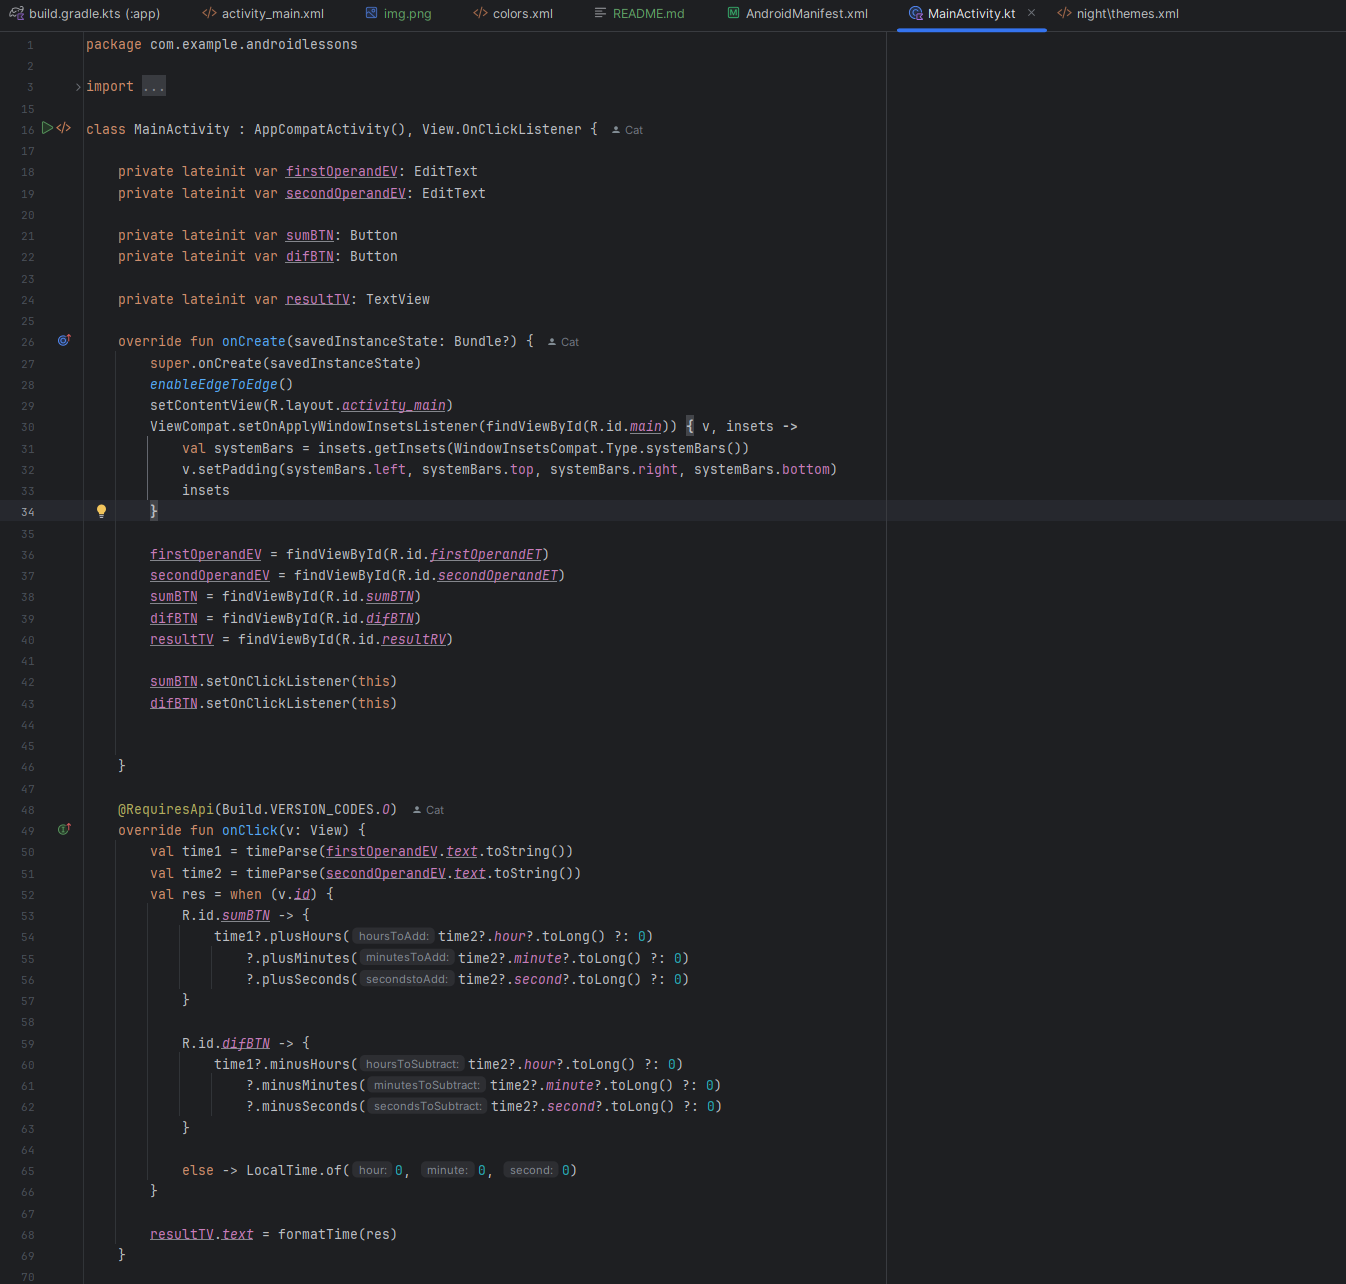 build.gradle.kts (:app) activity_main.xml img.png colors.xml README.md AndroidManifest.xml MainActivity.kt night\themes.xml
1 package com.example.androidlessons
2
3 import ...
15
16 class MainActivity : AppCompatActivity(), View.OnClickListener { Cat
17
18 private lateinit var firstOperandEV: EditText
19 private lateinit var secondOperandEV: EditText
20
21 private lateinit var sumBTN: Button
22 private lateinit var difBTN: Button
23
24 private lateinit var resultTV: TextView
25
26 override fun onCreate(savedInstanceState: Bundle?) { Cat
27 super.onCreate(savedInstanceState)
28 enableEdgeToEdge()
29 setContentView(R.layout.activity_main)
30 ViewCompat.setOnApplyWindowInsetsListener(findViewById(R.id.main)) { v, insets ->
31 val systemBars = insets.getInsets(WindowInsetsCompat.Type.systemBars())
32 v.setPadding(systemBars.left, systemBars.top, systemBars.right, systemBars.bottom)
33 insets
34 }
35
36 firstOperandEV = findViewById(R.id.firstOperandET)
37 secondOperandEV = findViewById(R.id.secondOperandET)
38 sumBTN = findViewById(R.id.sumBTN)
39 difBTN = findViewById(R.id.difBTN)
40 resultTV = findViewById(R.id.resultRV)
41
42 sumBTN.setOnClickListener(this)
43 difBTN.setOnClickListener(this)
44
45
46 }
47
48 @RequiresApi(Build.VERSION_CODES.O) Cat
49 override fun onClick(v: View) {
50 val time1 = timeParse(firstOperandEV.text.toString())
51 val time2 = timeParse(secondOperandEV.text.toString())
52 val res = when (v.id) {
53 R.id.sumBTN -> {
54 time1?.plusHours( hoursToAdd: time2?.hour?.toLong() ?: 0)
55 ?.plusMinutes( minutesToAdd: time2?.minute?.toLong() ?: 0)
56 ?.plusSeconds( secondstoAdd: time2?.second?.toLong() ?: 0)
57 }
58
59 R.id.difBTN -> {
60 time1?.minusHours( hoursToSubtract: time2?.hour?.toLong() ?: 0)
61 ?.minusMinutes( minutesToSubtract: time2?.minute?.toLong() ?: 0)
62 ?.minusSeconds( secondsToSubtract: time2?.second?.toLong() ?: 0)
63 }
64
65 else -> LocalTime.of( hour: 0, minute: 0, second: 0)
66 }
67
68 resultTV.text = formatTime(res)
69 }
70